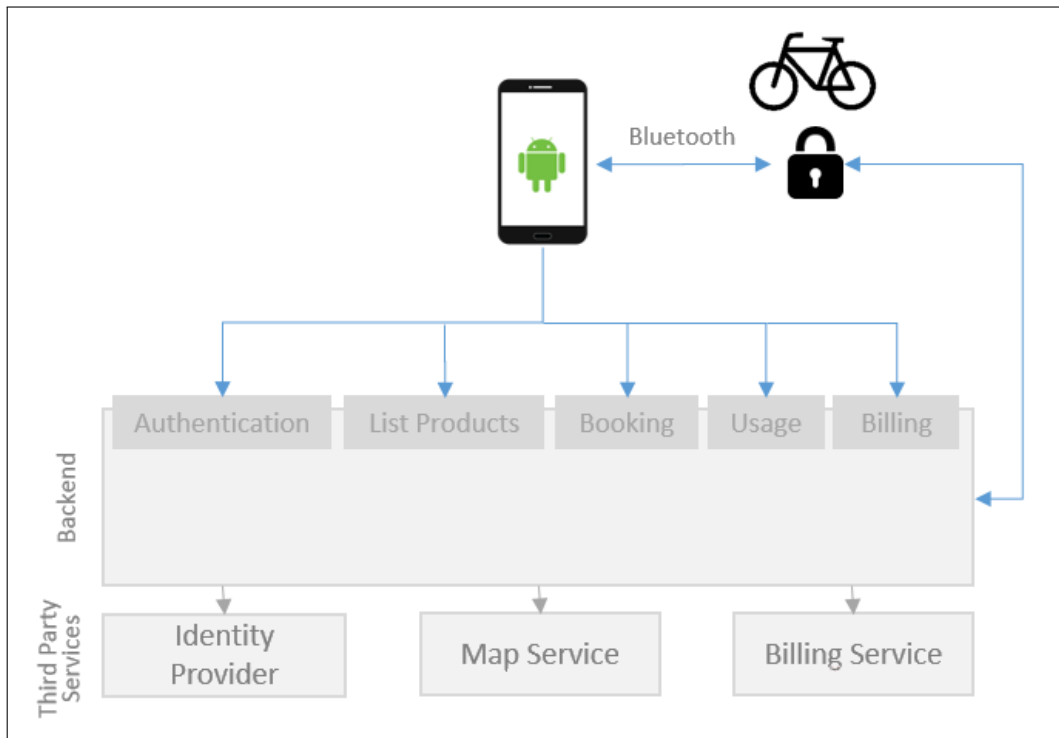 Bluetooth
Authentication
List Products
Booking
Usage
Billing
Backend
Third Party
Services
Identity
Provider
Map Service
Billing Service